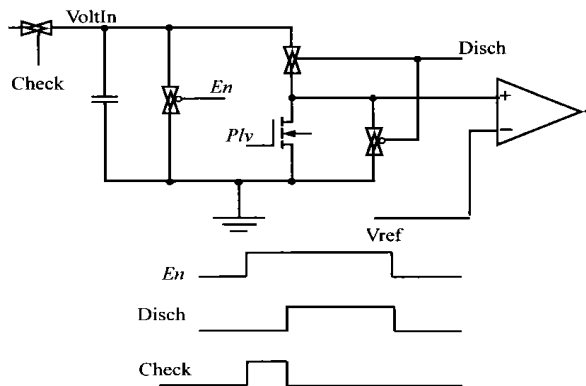 VoltIn
Disch
Check
En
Plv
+
−
Vref
En
Disch
Check